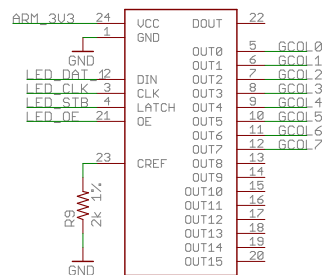 ARM_3V3 24 VCC DOUT 22
1 GND
GND OUT0 5 GCOL0
OUT1 6 GCOL1
LED_DAT_1 2 DIN OUT2 7 GCOL2
LED_CLK 3 CLK OUT3 8 GCOL3
LED_STB 4 LATCH OUT4 9 GCOL4
LED_OE 21 OE OUT5 10 GCOL5
OUT6 11 GCOL6
OUT7 12 GCOL7
23 CREF OUT8 13
OUT9 14
OUT10 15
R9 2k 1% OUT11 16
OUT12 17
OUT13 18
OUT14 19
GND OUT15 20